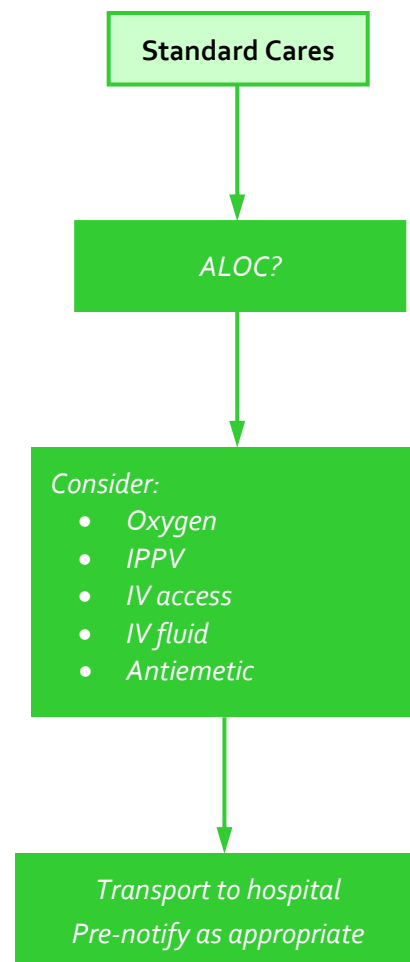 Standard Cares
ALOC?
Consider:
• Oxygen
• IPPV
• IV access
• IV fluid
• Antiemetic
Transport to hospital
Pre-notify as appropriate